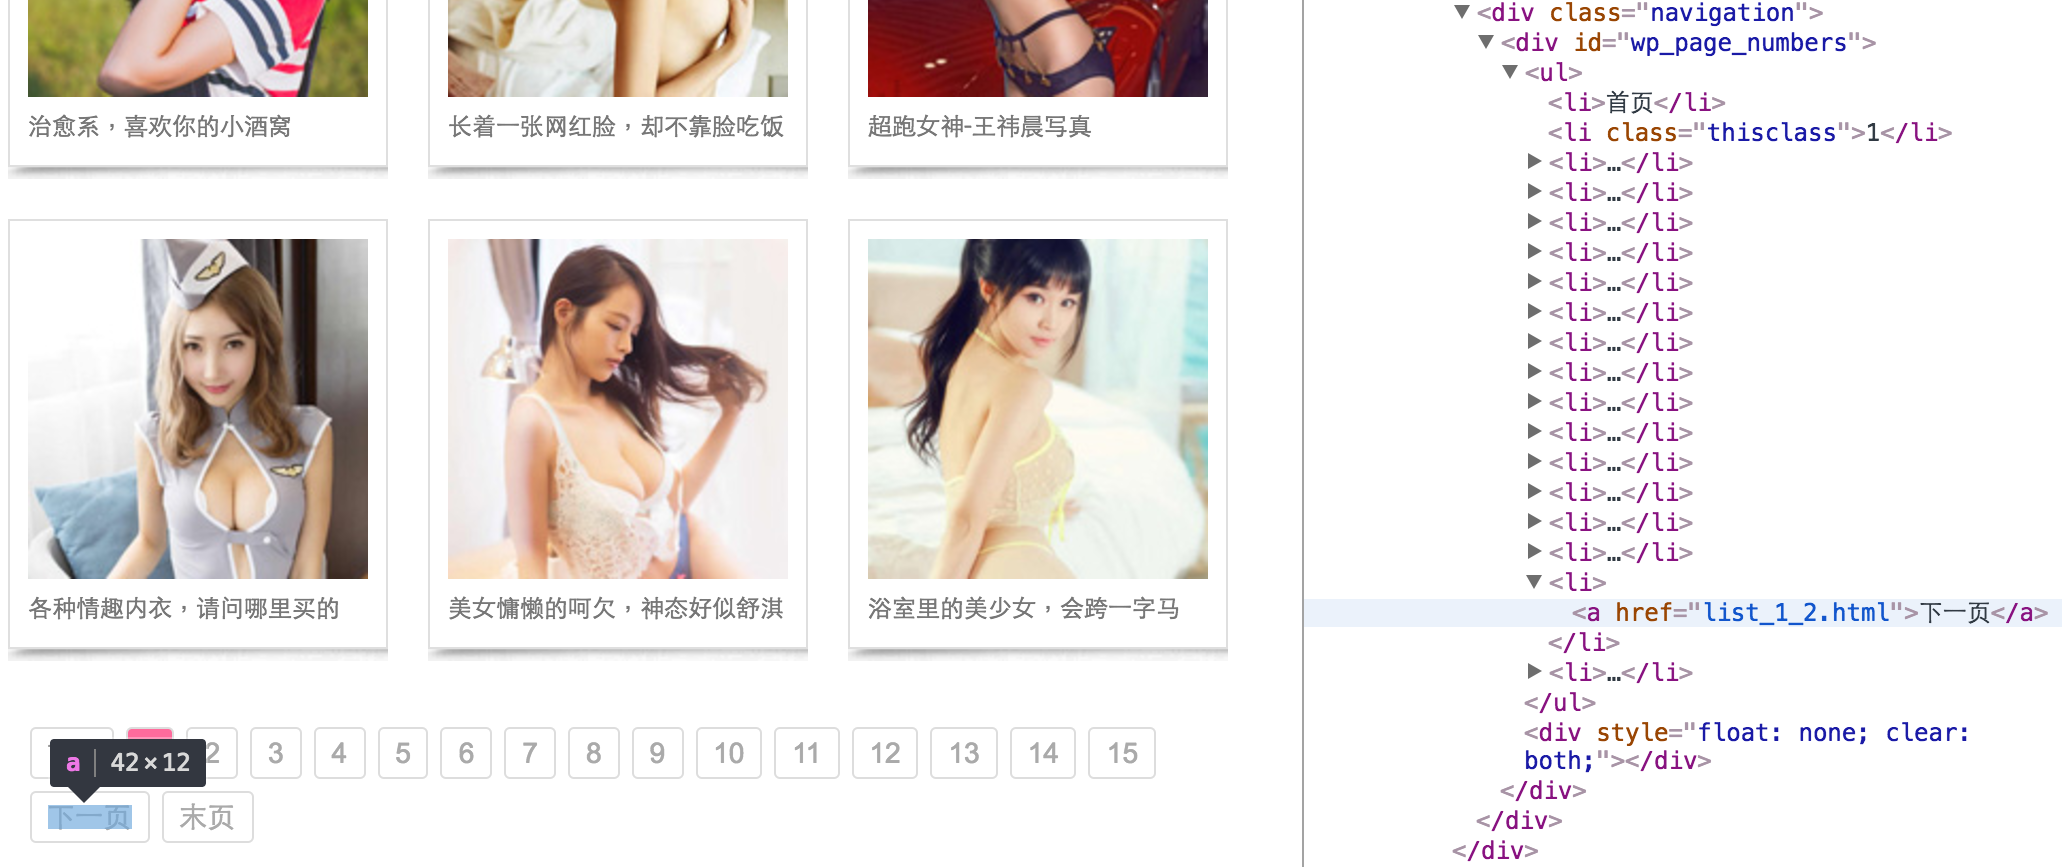 治愈系，喜欢你的小酒窝
长着一张网红脸，却不靠脸吃饭
超跑女神-王祎晨写真
各种情趣内衣，请问哪里买的
美女慵懒的呵欠，神态好似舒淇
浴室里的美少女，会跨一字马
2 3 4 5 6 7 8 9 10 11 12 13 14 15
a 42×12
下一页 末页
<div class="navigation">
<div id="wp_page_numbers">
<ul>
<li>首页</li>
<li class="thisclass">1</li>
<li>…</li>
<li>…</li>
<li>…</li>
<li>…</li>
<li>…</li>
<li>…</li>
<li>…</li>
<li>…</li>
<li>…</li>
<li>…</li>
<li>…</li>
<li>…</li>
<li>…</li>
<li>…</li>
<li>
<a href="list_1_2.html">下一页</a>
</li>
<li>…</li>
</ul>
<div style="float: none; clear:
both;"></div>
</div>
</div>
</div>